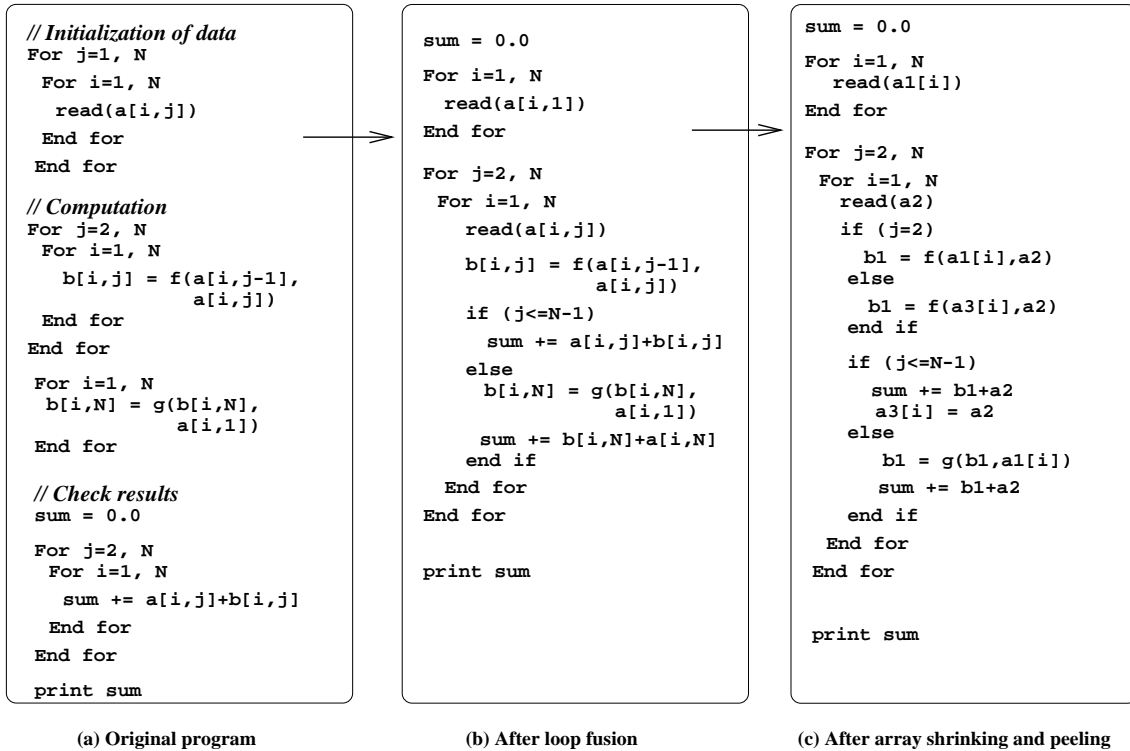 // Initialization of data
For j=1, N
For i=1, N
read(a[i,j])
End for
End for
// Computation
For j=2, N
For i=1, N
b[i,j] = f(a[i,j-1],
a[i,j])
End for
End for
For i=1, N
b[i,N] = g(b[i,N],
a[i,1])
End for
// Check results
sum = 0.0
For j=2, N
For i=1, N
sum += a[i,j]+b[i,j]
End for
End for
print sum
(a) Original program
sum = 0.0
For i=1, N
read(a[i,1])
End for
For j=2, N
For i=1, N
read(a[i,j])
b[i,j] = f(a[i,j-1],
a[i,j])
if (j<=N-1)
sum += a[i,j]+b[i,j]
else
b[i,N] = g(b[i,N],
a[i,1])
sum += b[i,N]+a[i,N]
end if
End for
End for
print sum
(b) After loop fusion
sum = 0.0
For i=1, N
read(a1[i])
End for
For j=2, N
For i=1, N
read(a2)
if (j=2)
b1 = f(a1[i],a2)
else
b1 = f(a3[i],a2)
end if
if (j<=N-1)
sum += b1+a2
a3[i] = a2
else
b1 = g(b1,a1[i])
sum += b1+a2
end if
End for
End for
print sum
(c) After array shrinking and peeling